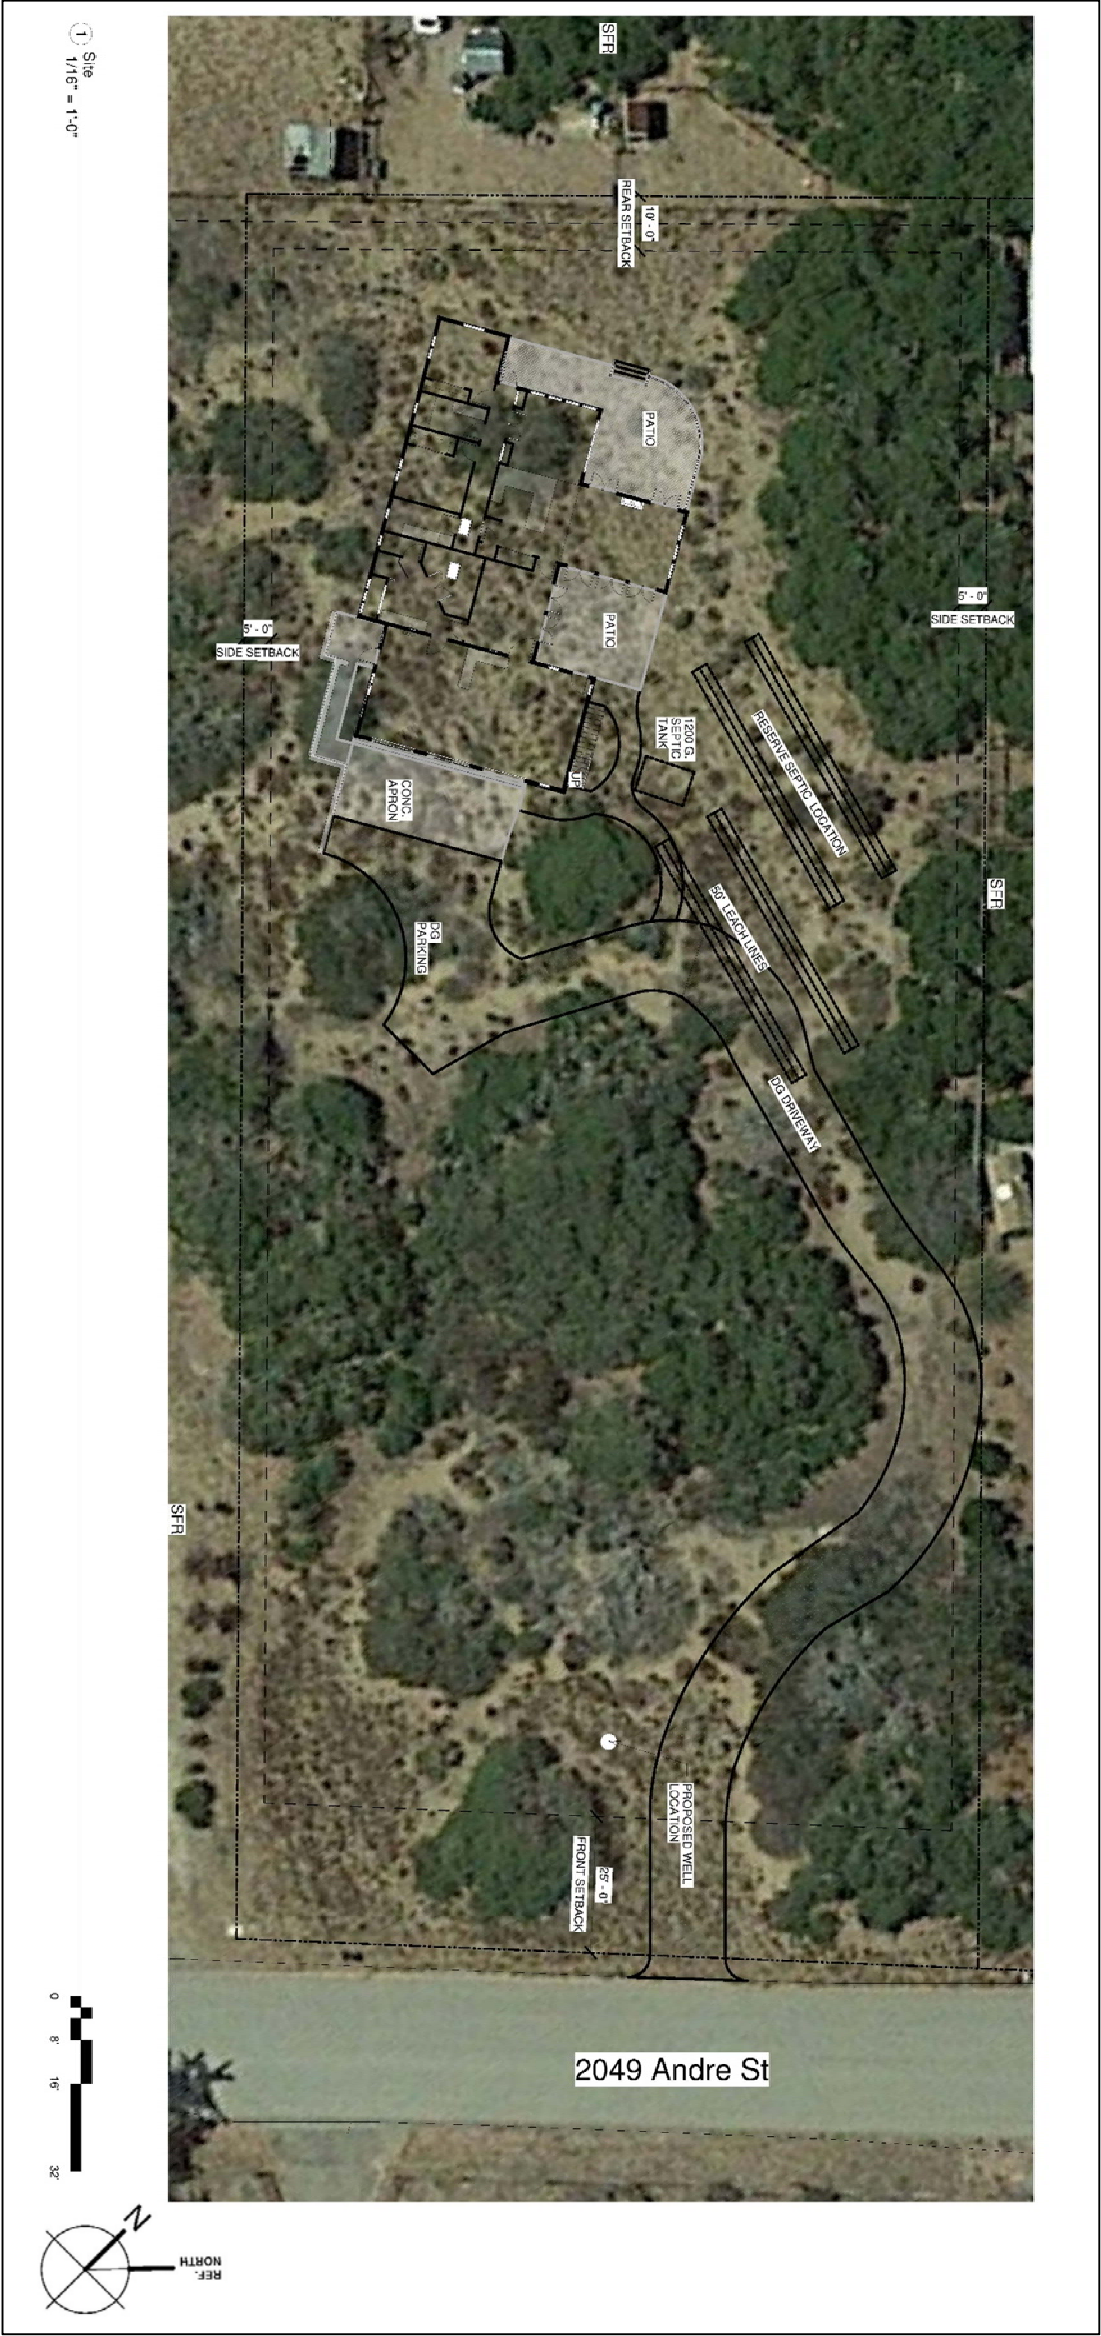 1
Site
1/16" = 1'-0"
SFR
REAR SETBACK
10' - 0"
PATIO
PATIO
5' - 0"
SIDE SETBACK
5' - 0"
SIDE SETBACK
1200 G.
SEPTIC
TANK
RESERVE SEPTIC LOCATION
UP
CONC.
APRON
SFR
50' LEACH LINES
DG
PARKING
DG DRIVEWAY
SFR
PROPOSED WELL
LOCATION
25' - 0"
FRONT SETBACK
2049 Andre St
0
8'
16'
32'
N
REF.
NORTH